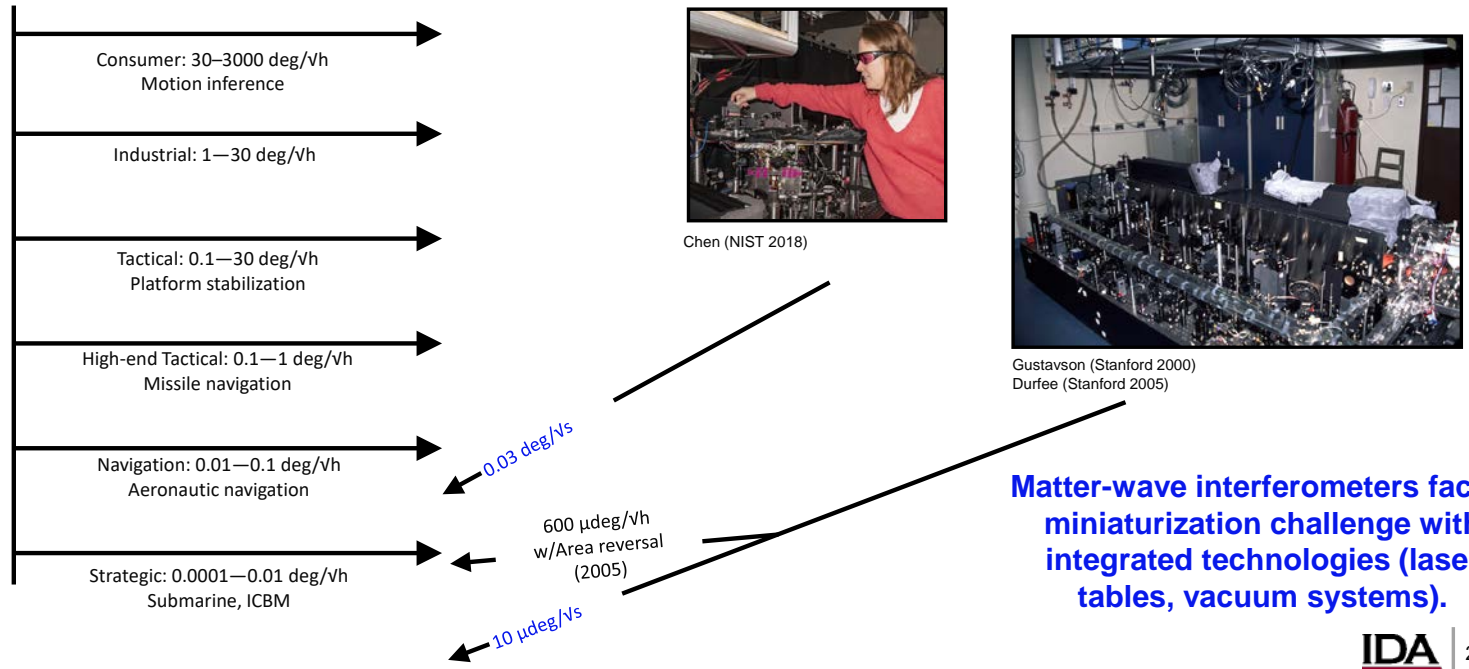 Consumer: 30–3000 deg/√h
Motion inference
Industrial: 1—30 deg/√h
Tactical: 0.1—30 deg/√h
Platform stabilization
High-end Tactical: 0.1—1 deg/√h
Missile navigation
Navigation: 0.01—0.1 deg/√h
Aeronautic navigation
Strategic: 0.0001—0.01 deg/√h
Submarine, ICBM
Chen (NIST 2018)
0.03 deg/√s
600 µdeg/√h
w/Area reversal
(2005)
10 µdeg/√s
Gustavson (Stanford 2000)
Durfee (Stanford 2005)
Matter-wave interferometers fac
miniaturization challenge wit
integrated technologies (lase
tables, vacuum systems).
IDA | 2